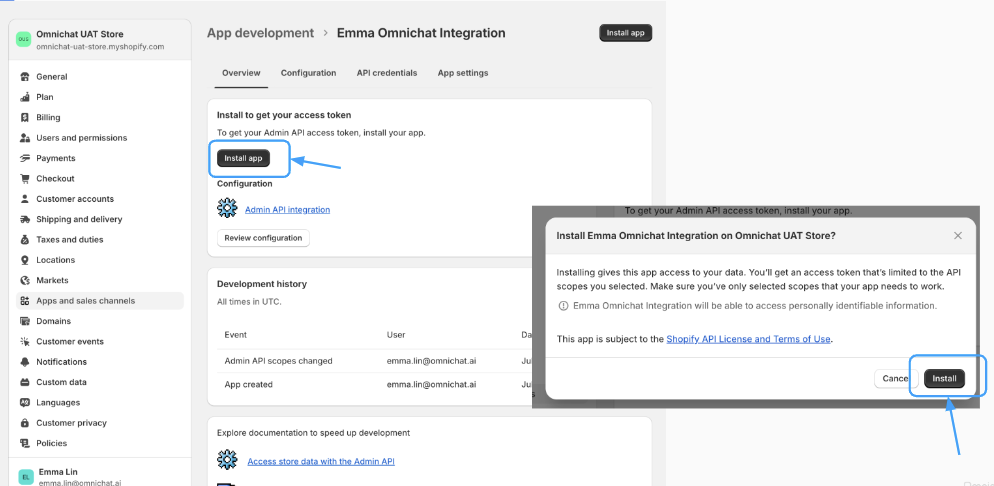 OUS
Omnichat UAT Store
omnichat-uat-store.myshopify.com
General
Plan
Billing
Users and permissions
Payments
Checkout
Customer accounts
Shipping and delivery
Taxes and duties
Locations
Markets
Apps and sales channels
Domains
Customer events
Notifications
Custom data
Languages
Customer privacy
Policies
EL
Emma Lin
emma.lin@omnichat.ai
App development > Emma Omnichat Integration
Install app
Overview
Configuration
API credentials
App settings
Install to get your access token
To get your Admin API access token, install your app.
Install app
Configuration
Admin API integration
Review configuration
Development history
All times in UTC.
Event
User
Da
Admin API scopes changed
emma.lin@omnichat.ai
Ju
App created
emma.lin@omnichat.ai
Ju
Explore documentation to speed up development
Access store data with the Admin API
To get your Admin API access token, install your app.
Install Emma Omnichat Integration on Omnichat UAT Store?
Installing gives this app access to your data. You'll get an access token that's limited to the API
scopes you selected. Make sure you've only selected scopes that your app needs to work.
Emma Omnichat Integration will be able to access personally identifiable information.
This app is subject to the Shopify API License and Terms of Use.
Cance
Install